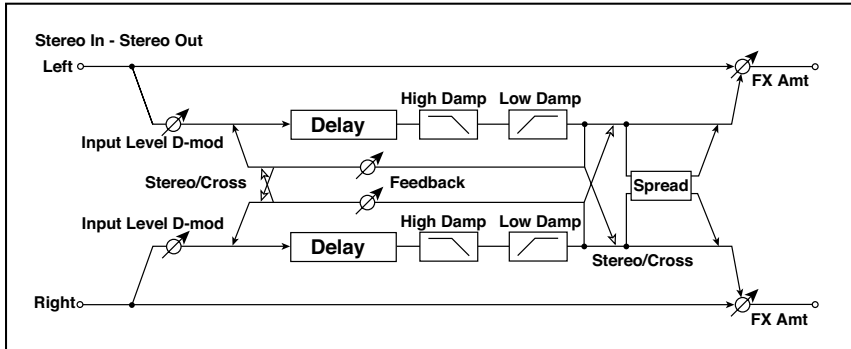 Stereo In - Stereo Out
Left
FX Amt
High Damp
Low Damp
Delay
Input Level D-mod
Stereo/Cross
Feedback
Spread
Input Level D-mod
High Damp
Low Damp
Delay
Stereo/Cross
Right
FX Amt